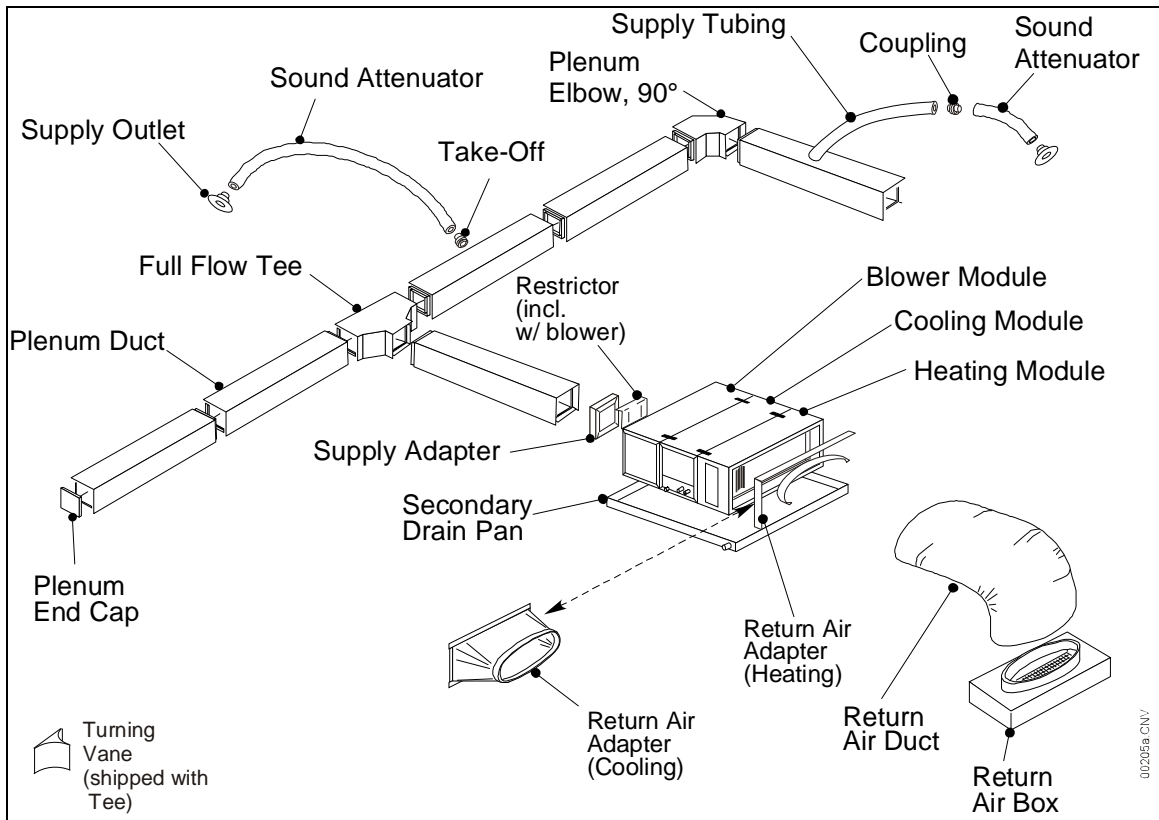 Supply Tubing
Coupling
Sound
Attenuator
Plenum
Elbow, 90°
Sound Attenuator
Supply Outlet
Take-Off
Full Flow Tee
Restrictor
(incl.
w/ blower)
Blower Module
Cooling Module
Heating Module
Plenum Duct
Supply Adapter
Secondary
Drain Pan
Plenum
End Cap
Return Air
Adapter
(Heating)
Return Air
Adapter
(Cooling)
Return
Air Duct
Return
Air Box
Turning
Vane
(shipped with
Tee)
00205a.CNV